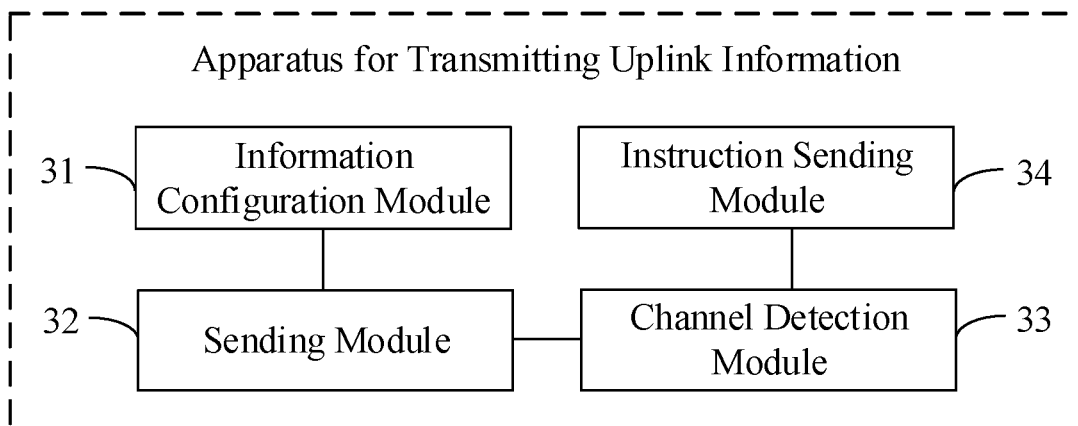 Apparatus for Transmitting Uplink Information
31
Information
Configuration Module
Instruction Sending
Module
34
32
Sending Module
Channel Detection
Module
33